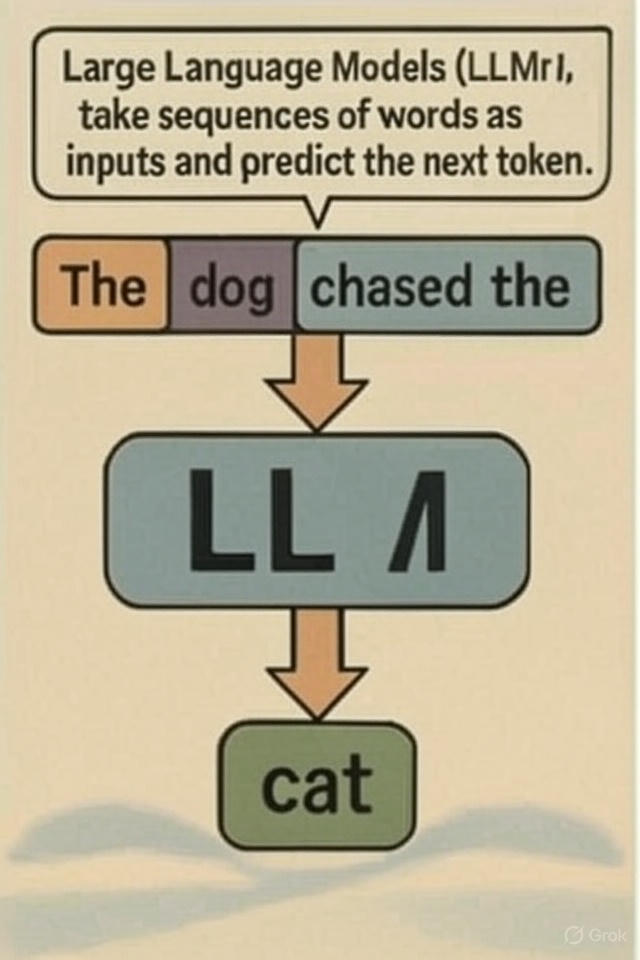 Large Language Models (LLMr),
take sequences of words as
inputs and predict the next token.
The dog chased the
LL
cat
Grok